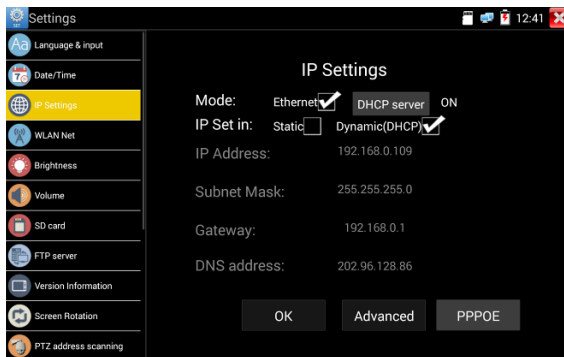 Settings 12:41
SET
Aa Language & input
Date/Time
IP Settings
WLAN Net
Brightness
Volume
SD card
FTP server
Version Information
Screen Rotation
PTZ address scanning
IP Settings
Mode: Ethernet DHCP server ON
IP Set in: Static Dynamic(DHCP)
IP Address: 192.168.0.109
Subnet Mask: 255.255.255.0
Gateway: 192.168.0.1
DNS address: 202.96.128.86
OK Advanced PPPOE